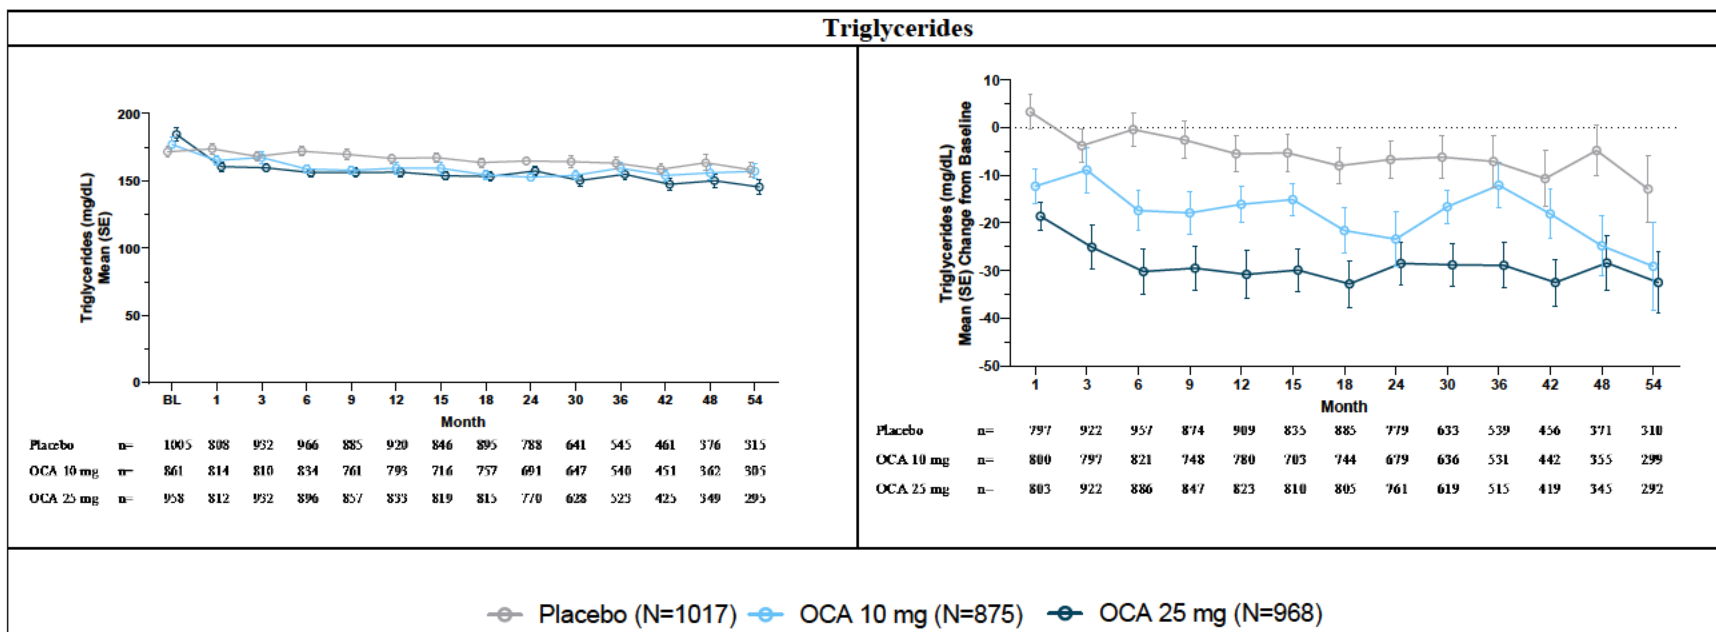 Triglycerides
Triglycerides (mg/dL)
Mean (SE)
200
150
100
50
0
BL 1 3 6 9 12 15 18 24 30 36 42 48 54
Month
Placebo n= 1005 808 932 966 885 920 846 895 788 641 545 461 376 315
OCA 10 mg n= 861 814 810 834 761 793 716 757 691 647 540 451 362 305
OCA 25 mg n= 958 812 932 896 857 833 819 815 770 628 523 425 349 295
Triglycerides (mg/dL)
Mean (SE) Change from Baseline
10
0
-10
-20
-30
-40
-50
1 3 6 9 12 15 18 24 30 36 42 48 54
Month
Placebo n= 797 922 957 874 909 835 885 779 633 539 456 371 310
OCA 10 mg n= 800 797 821 748 780 703 744 679 636 531 442 355 299
OCA 25 mg n= 803 922 886 847 823 810 805 761 619 515 419 345 292
Placebo (N=1017) OCA 10 mg (N=875) OCA 25 mg (N=968)